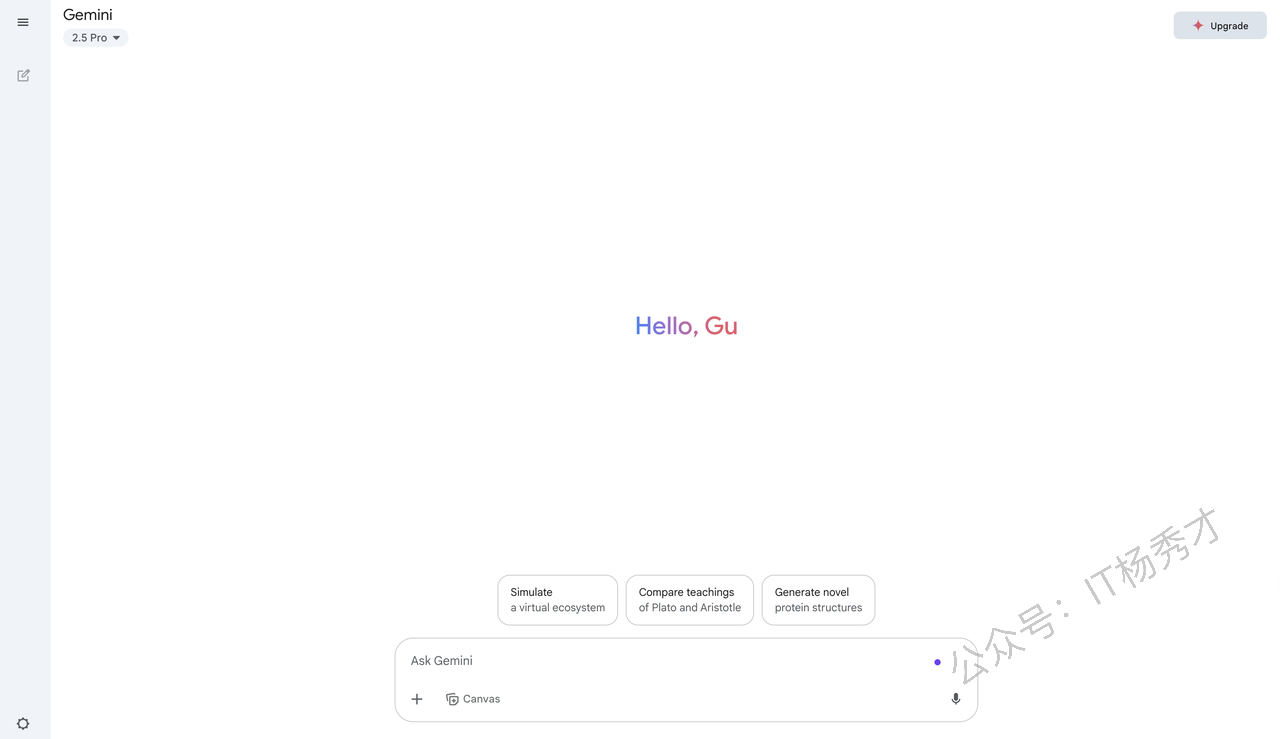 Gemini
2.5 Pro
Upgrade
Hello, Gu
Simulate
a virtual ecosystem
Compare teachings
of Plato and Aristotle
Generate novel
protein structures
Ask Gemini
Canvas
公众号：IT杨秀才